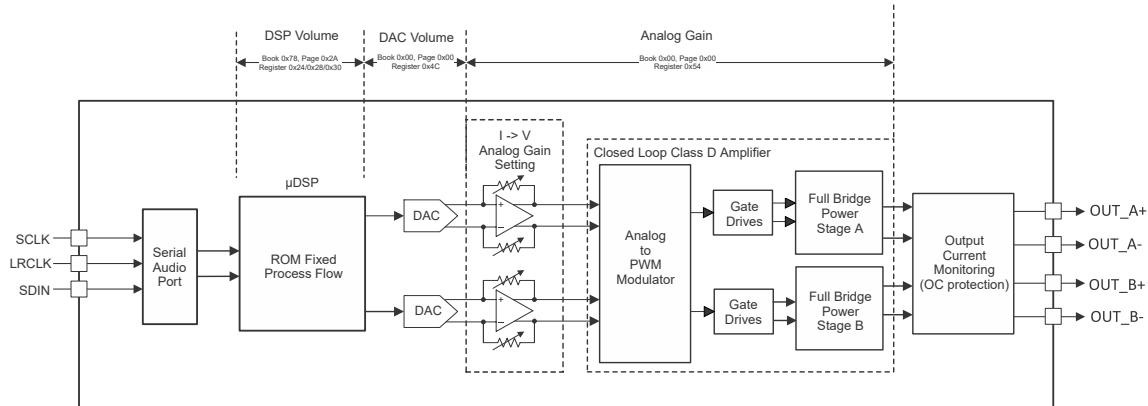 DSP Volume
Book 0x78, Page 0x2A
Register 0x24/0x28/0x30
DAC Volume
Book 0x00, Page 0x00
Register 0x4C
Analog Gain
Book 0x00, Page 0x00
Register 0x54
I -> V
Analog Gain
Setting
Closed Loop Class D Amplifier
µDSP
SCLK
LRCLK
SDIN
Serial
Audio
Port
ROM Fixed
Process Flow
DAC
+
−
DAC
+
−
Analog
to
PWM
Modulator
Gate
Drives
Full Bridge
Power
Stage A
Gate
Drives
Full Bridge
Power
Stage B
Output
Current
Monitoring
(OC protection)
OUT_A+
OUT_A-
OUT_B+
OUT_B-